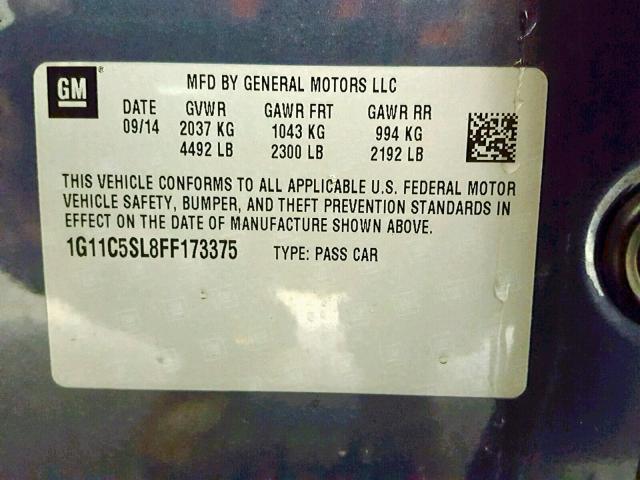 GM
MFD BY GENERAL MOTORS LLC
DATE GVWR GAWR FRT GAWR RR
09/14 2037 KG 1043 KG 994 KG
4492 LB 2300 LB 2192 LB
THIS VEHICLE CONFORMS TO ALL APPLICABLE U.S. FEDERAL MOTOR
VEHICLE SAFETY, BUMPER, AND THEFT PREVENTION STANDARDS IN
EFFECT ON THE DATE OF MANUFACTURE SHOWN ABOVE.
1G11C5SL8FF173375 TYPE: PASS CAR